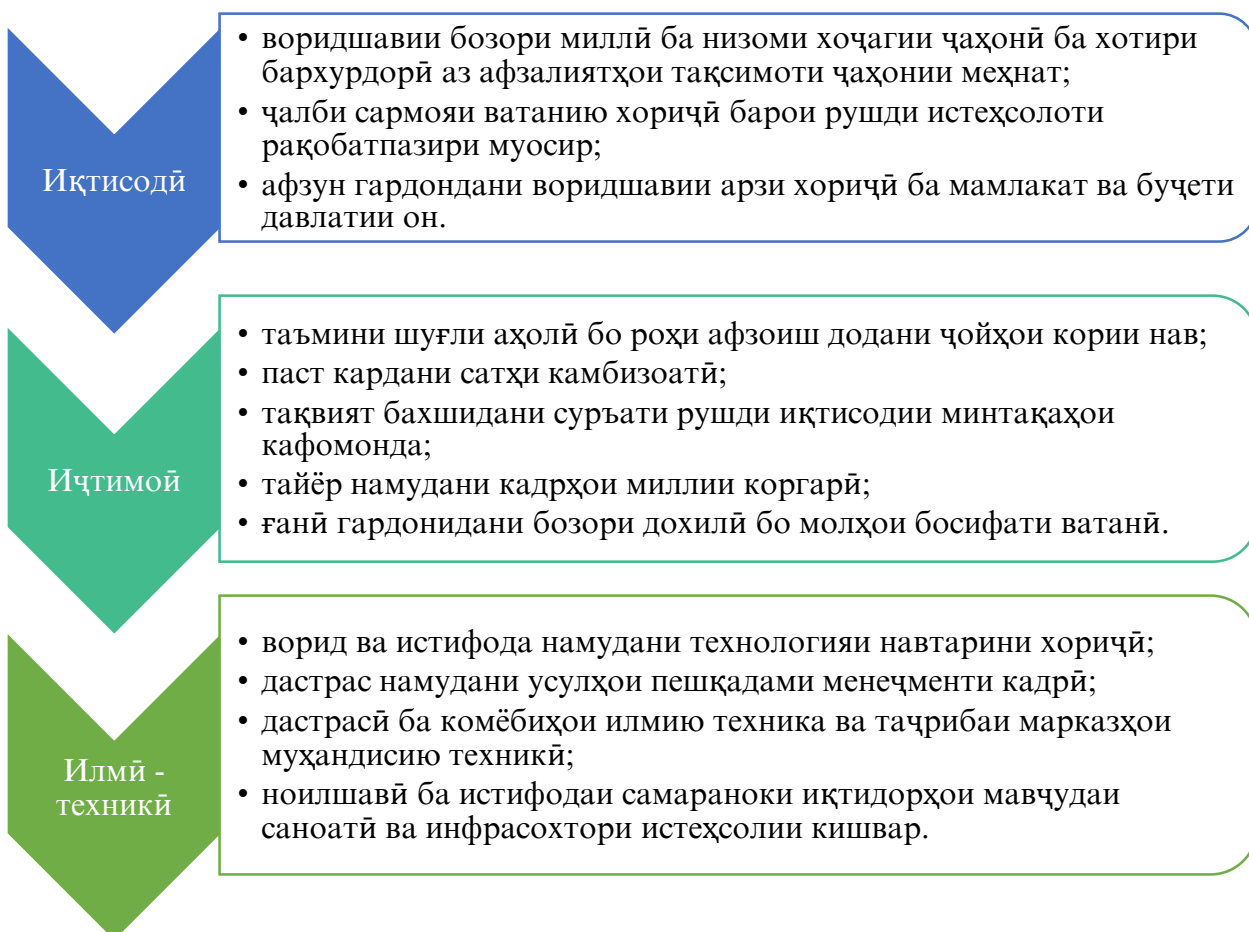 Иқтисодӣ
• воридшавии бозори миллӣ ба низоми хоҷагии ҷаҳонӣ ба хотири
бархурдорӣ аз афзалиятҳои тақсимоти ҷаҳонии меҳнат;
• ҷалби сармояи ватанию хориҷӣ барои рушди истеҳсолоти
рақобатпазири муосир;
• афзун гардондани воридшавии арзи хориҷӣ ба мамлакат ва буҷети
давлатии он.
Иҷтимоӣ
• таъмини шуғли аҳолӣ бо роҳи афзоиш додани ҷойҳои кории нав;
• паст кардани сатҳи камбизоатӣ;
• тақвият бахшидани суръати рушди иқтисодии минтақаҳои
кафомонда;
• тайёр намудани кадрҳои миллии коргарӣ;
• ғанӣ гардонидани бозори дохилӣ бо молҳои босифати ватанӣ.
Илмӣ -
техникӣ
• ворид ва истифода намудани технологияи навтарини хориҷӣ;
• дастрас намудани усулҳои пешқадами менеҷменти кадрӣ;
• дастрасӣ ба комёбиҳои илмию техника ва таҷрибаи марказҳои
муҳандисию техникӣ;
• ноилшавӣ ба истифодаи самараноки иқтидорҳои мавҷудаи
саноатӣ ва инфрасохтори истеҳсолии кишвар.